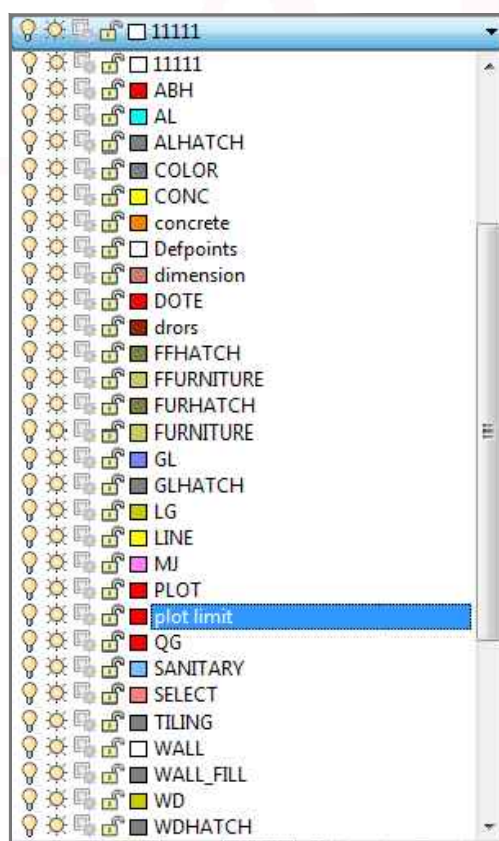 11111
11111
ABH
AL
ALHATCH
COLOR
CONC
concrete
Defpoints
dimension
DOTE
drors
FFHATCH
FFURNITURE
FURHATCH
FURNITURE
GL
GLHATCH
LG
LINE
MJ
PLOT
plot limit
QG
SANITARY
SELECT
TILING
WALL
WALL_FILL
WD
WDHATCH